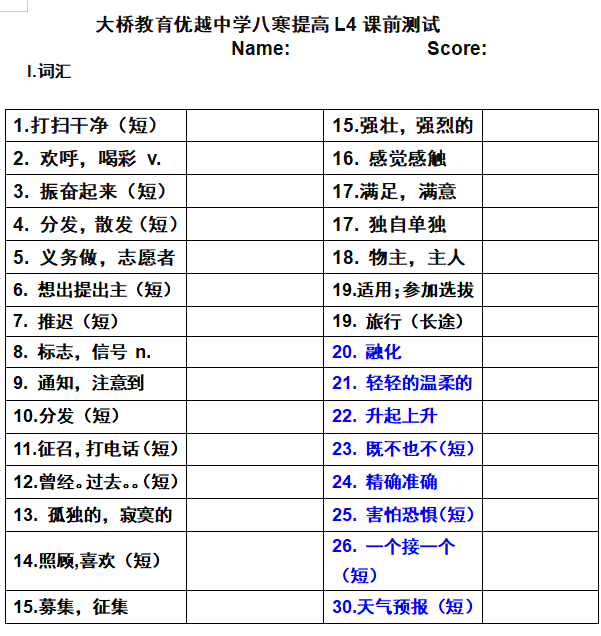 大桥教育优越中学八寒提高 L4 课前测试
Name: Score:
I.词汇
1.打扫干净（短） 15.强壮，强烈的
2. 欢呼，喝彩 v. 16. 感觉感触
3. 振奋起来（短） 17.满足，满意
4. 分发，散发（短） 17. 独自单独
5. 义务做，志愿者 18. 物主，主人
6. 想出提出主（短） 19.适用;参加选拔
7. 推迟（短） 19. 旅行（长途）
8. 标志，信号 n. 20. 融化
9. 通知，注意到 21. 轻轻的温柔的
10.分发（短） 22. 升起上升
11.征召，打电话（短） 23. 既不也不（短）
12.曾经。过去。。（短） 24. 精确准确
13. 孤独的，寂寞的 25. 害怕恐惧（短）
14.照顾,喜欢（短） 26. 一个接一个
（短）
15.募集，征集 30.天气预报（短）